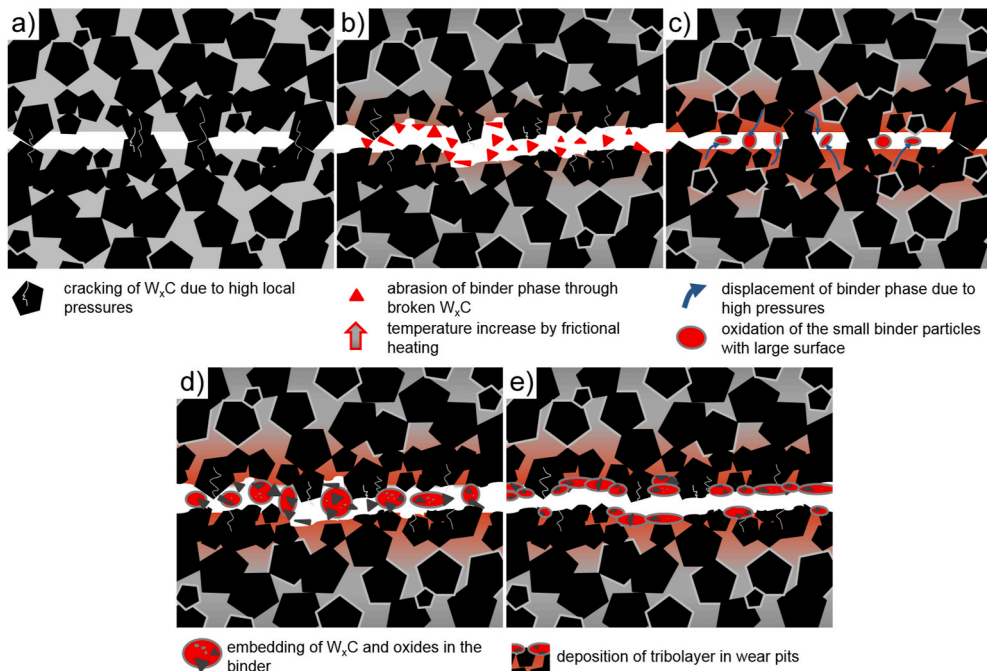 a)
b)
c)
cracking of WₓC due to high local
pressures
abrasion of binder phase through
broken WₓC
temperature increase by frictional
heating
displacement of binder phase due to
high pressures
oxidation of the small binder particles
with large surface
d)
e)
embedding of WₓC and oxides in the
binder
deposition of tribolayer in wear pits